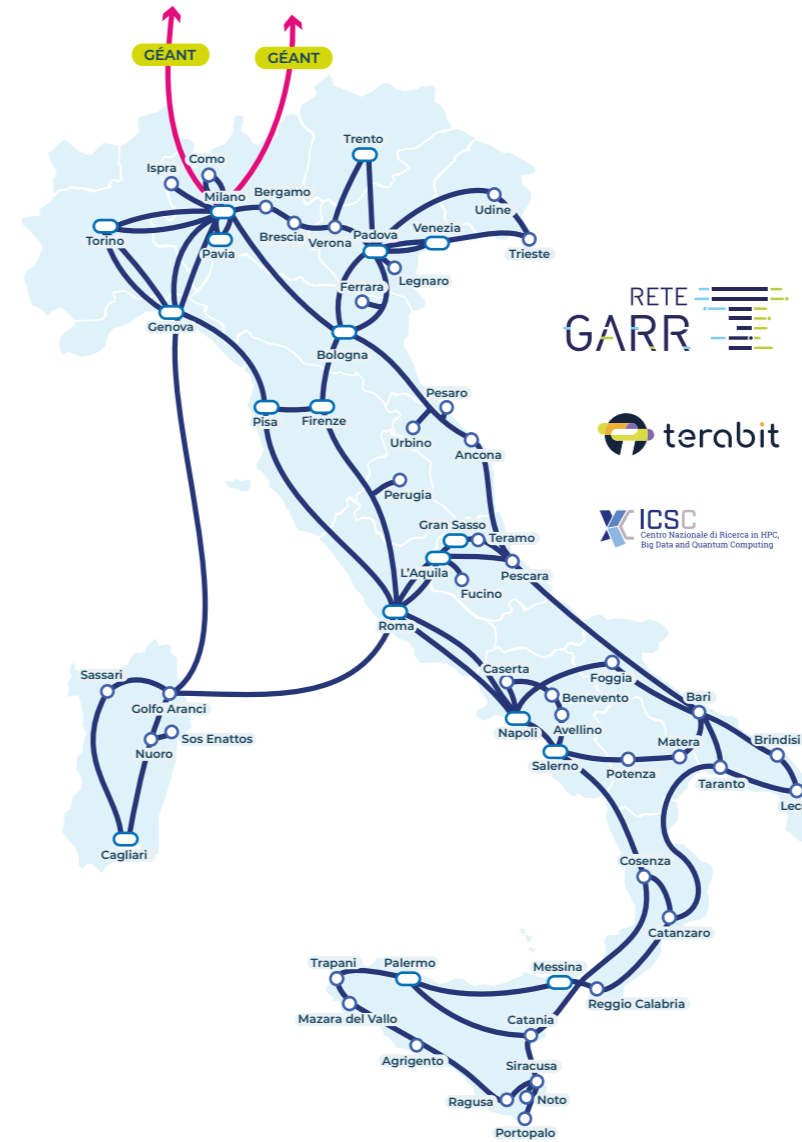 GÉANT
GÉANT
Trento
Como
Ispra
Milano
Bergamo
Udine
Torino
Pavia
Brescia
Verona
Padova
Venezia
Trieste
Legnaro
Ferrara
Genova
Bologna
RETE
GARR
Pisa
Firenze
Pesaro
Urbino
Ancona
terabit
Perugia
Gran Sasso
Teramo
ICSC
Centro Nazionale di Ricerca in HPC,
Big Data and Quantum Computing
L'Aquila
Pescara
Fucino
Roma
Caserta
Foggia
Sassari
Golfo Aranci
Benevento
Bari
Sos Enattos
Nuoro
Napoli
Avellino
Brindisi
Salerno
Potenza
Matera
Taranto
Lecc
Cagliari
Cosenza
Catanzaro
Trapani
Palermo
Messina
Reggio Calabria
Mazara del Vallo
Catania
Agrigento
Siracusa
Ragusa
Noto
Portopalo